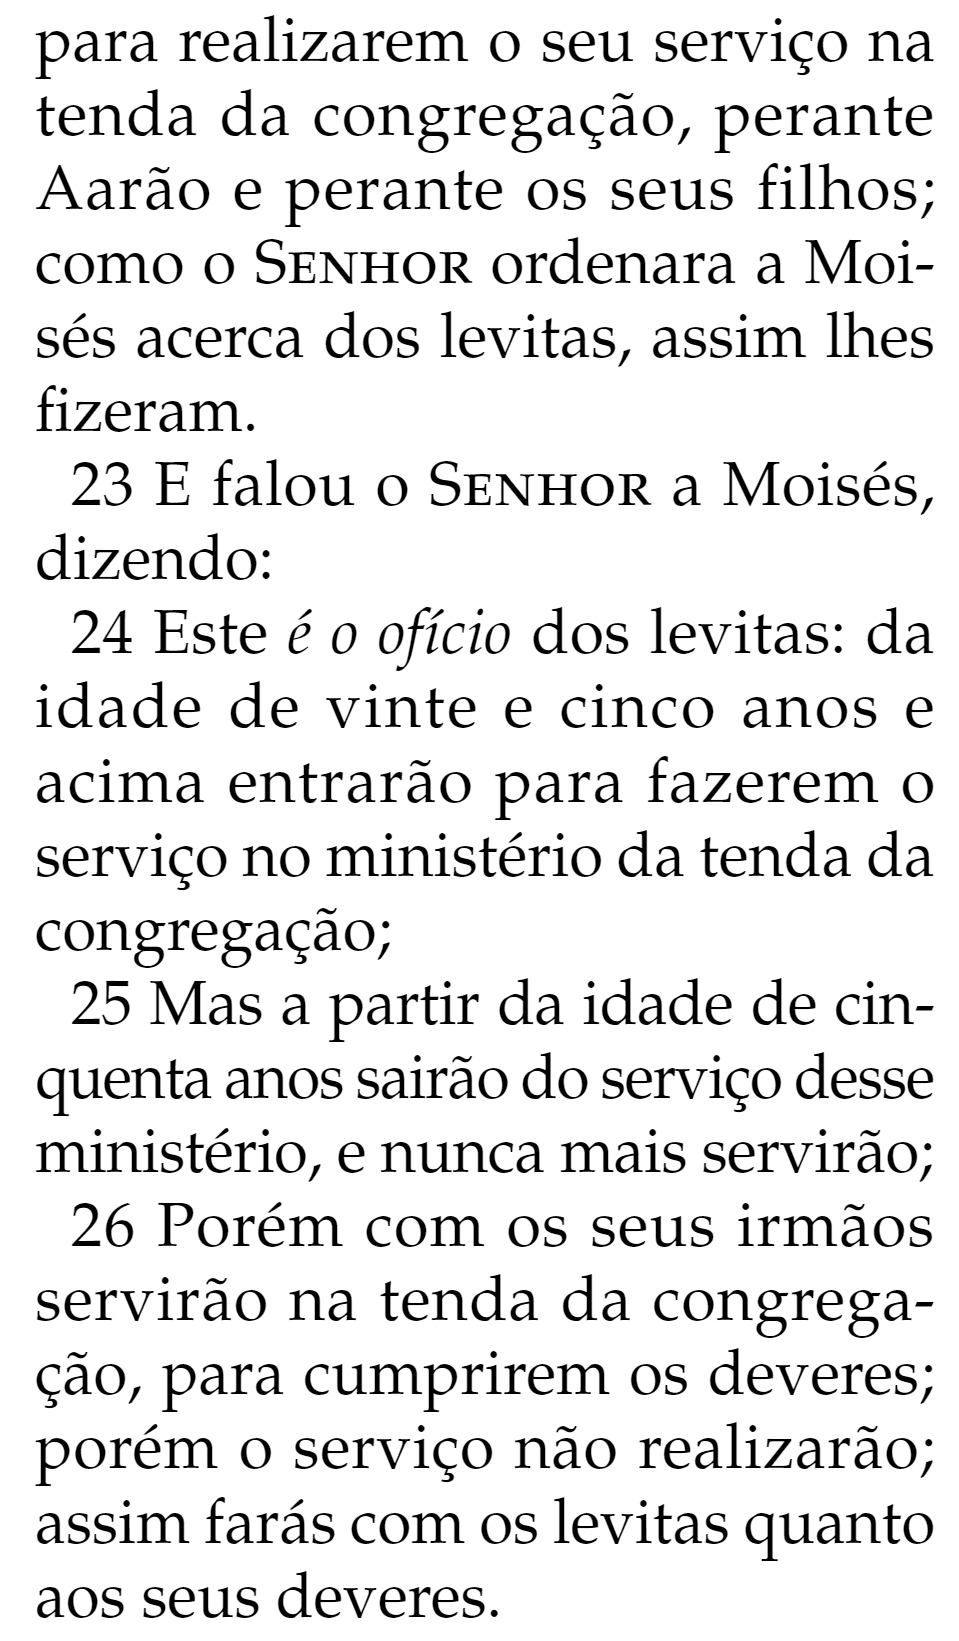 para realizarem o seu serviço na
tenda da congregação, perante
Aarão e perante os seus filhos;
como o SENHOR ordenara a Moi-
sés acerca dos levitas, assim lhes
fizeram.
23 E falou o SENHOR a Moisés,
dizendo:
24 Este é o ofício dos levitas: da
idade de vinte e cinco anos e
acima entrarão para fazerem o
serviço no ministério da tenda da
congregação;
25 Mas a partir da idade de cin-
quenta anos sairão do serviço desse
ministério, e nunca mais servirão;
26 Porém com os seus irmãos
servirão na tenda da congrega-
ção, para cumprirem os deveres;
porém o serviço não realizarão;
assim farás com os levitas quanto
aos seus deveres.